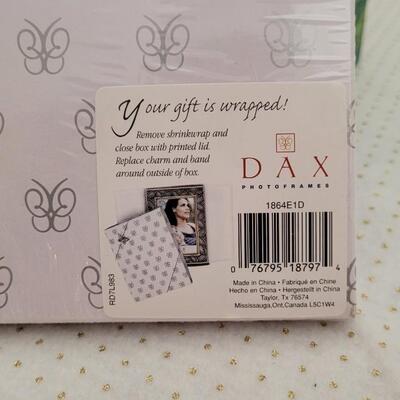 Your gift is wrapped!
Remove shrinkwrap and
close box with printed lid.
Replace charm and band
around outside of box.
DAX
PHOTOFRAMES
1864E1D
0 76795 18797 4
RD7L983
Made in China • Fabriqué en Chine
Hecho en China • Hergestellt in China
Taylor, Tx 76574
Mississauga,Ont,Canada L5C1W4